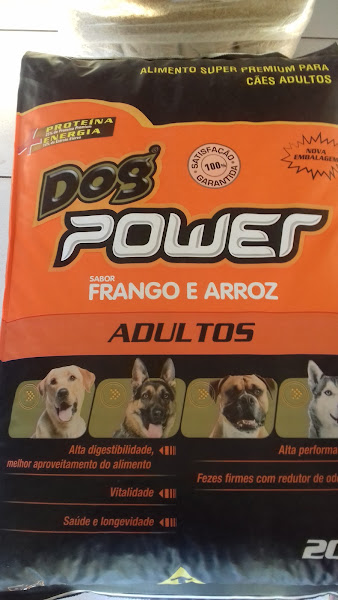 ALIMENTO SUPER PREMIUM PARA
CÃES ADULTOS
PROTEÍNA
ENERGIA
SATISFAÇÃO
100%
GARANTIDA
NOVA
EMBALAGEM
DOG
POWER
SABOR
FRANGO E ARROZ
ADULTOS
Alta digestibilidade,
melhor aproveitamento do alimento
Vitalidade
Saúde e longevidade
Alta performa
Fezes firmes com redutor de odo
20